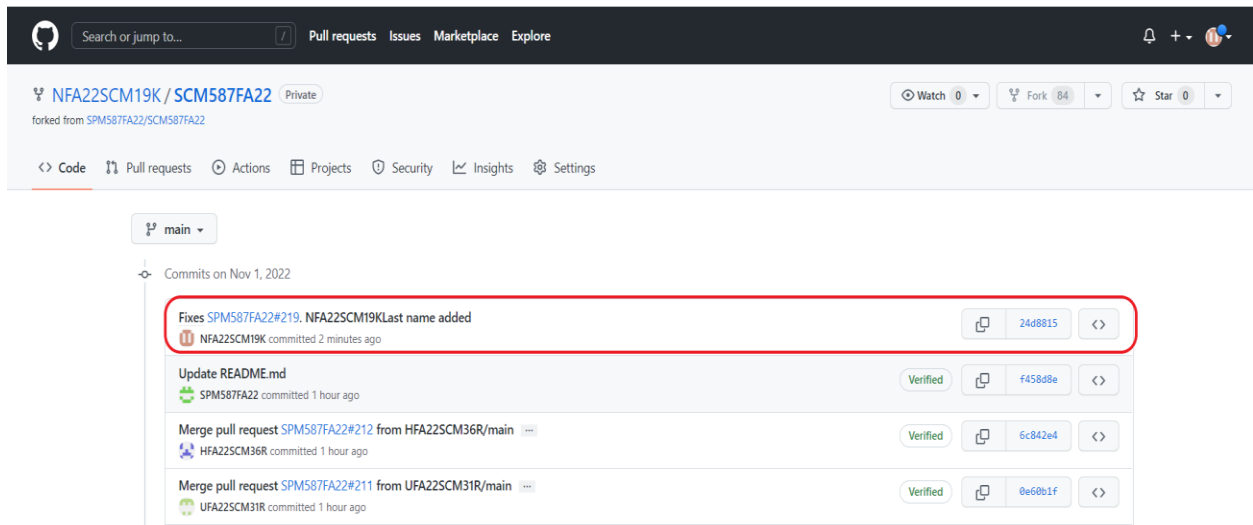 Search or jump to... / Pull requests Issues Marketplace Explore
NFA22SCM19K / SCM587FA22 Private Watch 0 Fork 84 Star 0
forked from SPM587FA22/SCM587FA22
Code Pull requests Actions Projects Security Insights Settings
main
Commits on Nov 1, 2022
Fixes SPM587FA22#219. NFA22SCM19KLast name added
24d8815
NFA22SCM19K committed 2 minutes ago
Update README.md
Verified f458d8e
SPM587FA22 committed 1 hour ago
Merge pull request SPM587FA22#212 from HFA22SCM36R/main ...
Verified 6c842e4
HFA22SCM36R committed 1 hour ago
Merge pull request SPM587FA22#211 from UFA22SCM31R/main ...
Verified 0e60b1f
UFA22SCM31R committed 1 hour ago